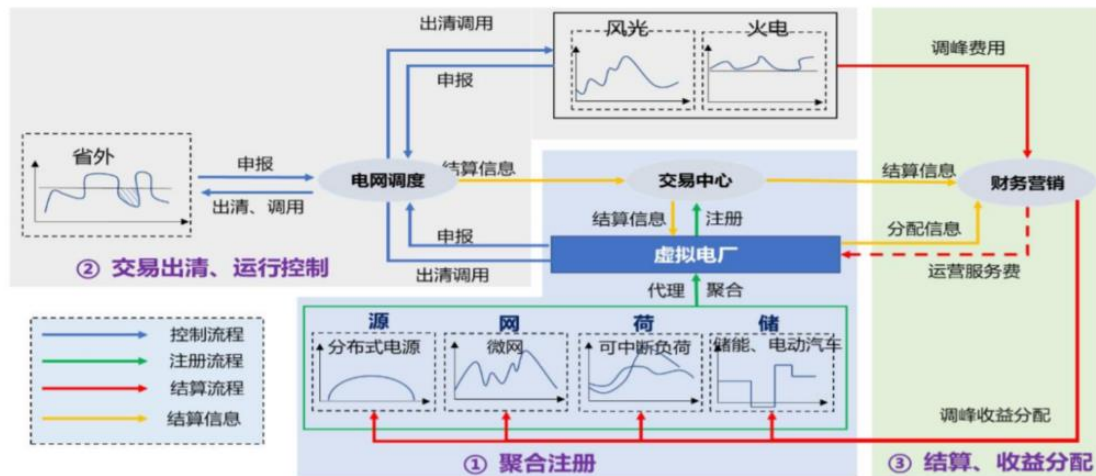 出清调用
风光
火电
调峰费用
申报
省外
申报
电网调度
结算信息
交易中心
结算信息
财务营销
出清、调用
结算信息
注册
申报
虚拟电厂
分配信息
② 交易出清、运行控制
出清调用
代理
聚合
运营服务费
源
网
荷
储
控制流程
分布式电源
微网
可中断负荷
储能、电动汽车
注册流程
结算流程
结算信息
调峰收益分配
① 聚合注册
③ 结算、收益分配